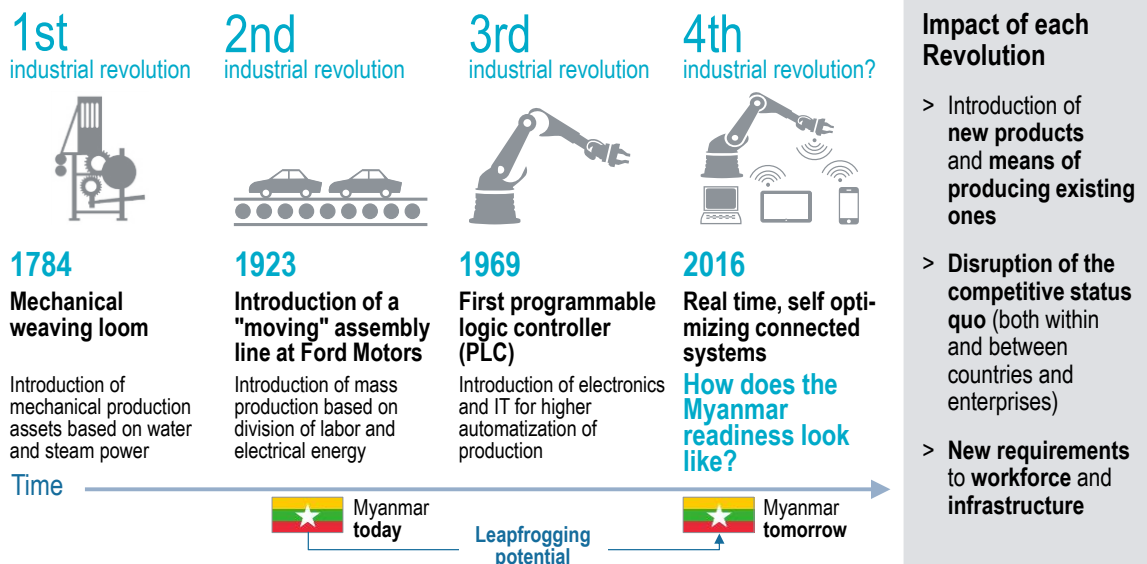 1st
industrial revolution
1784
Mechanical
weaving loom
Introduction of
mechanical production
assets based on water
and steam power
2nd
industrial revolution
1923
Introduction of a
"moving" assembly
line at Ford Motors
Introduction of mass
production based on
division of labor and
electrical energy
3rd
industrial revolution
1969
First programmable
logic controller
(PLC)
Introduction of electronics
and IT for higher
automatization of
production
4th
industrial revolution?
2016
Real time, self opti-
mizing connected
systems
How does the
Myanmar
readiness look
like?
Time
Myanmar
today
Leapfrogging
potential
Myanmar
tomorrow
Impact of each
Revolution
> Introduction of
new products
and means of
producing existing
ones
> Disruption of the
competitive status
quo (both within
and between
countries and
enterprises)
> New requirements
to workforce and
infrastructure